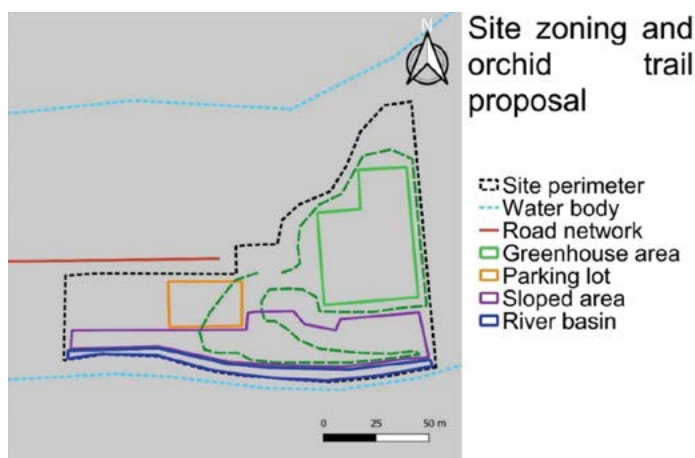 N
Site zoning and
orchid trail
proposal
Site perimeter
Water body
Road network
Greenhouse area
Parking lot
Sloped area
River basin
0 25 50 m